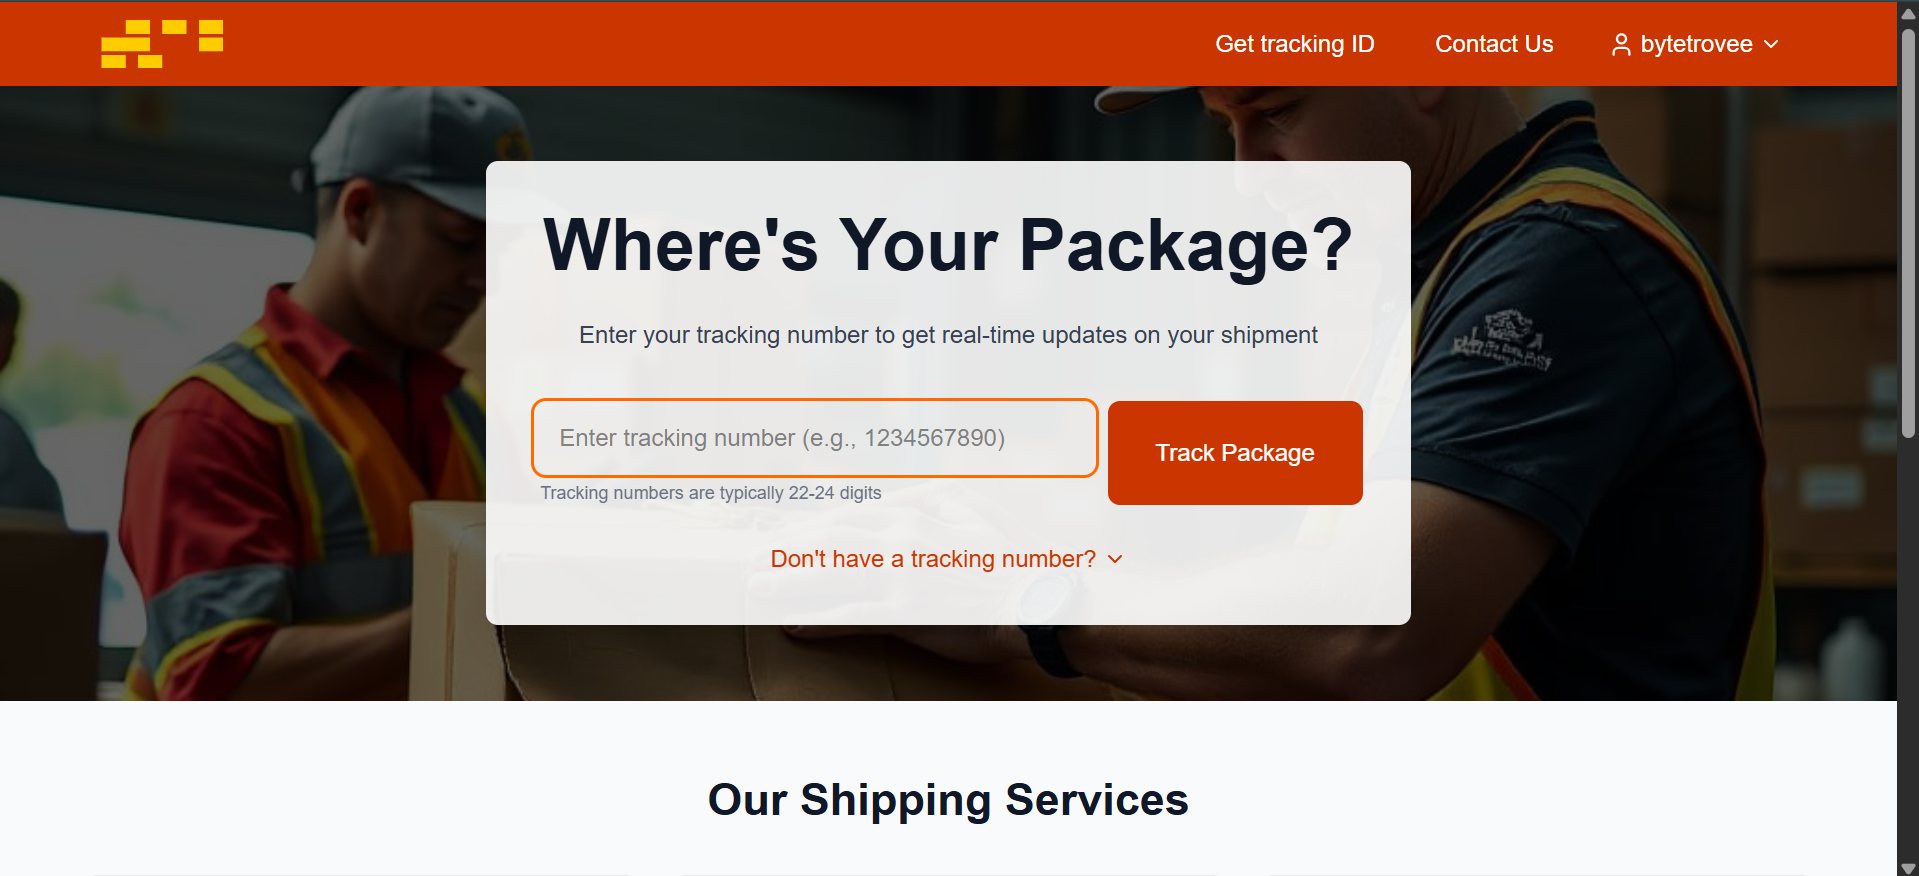 Get tracking ID
Contact Us
bytetrovee
Where's Your Package?
Enter your tracking number to get real-time updates on your shipment
Enter tracking number (e.g., 1234567890)
Track Package
Tracking numbers are typically 22-24 digits
Don't have a tracking number?
Our Shipping Services